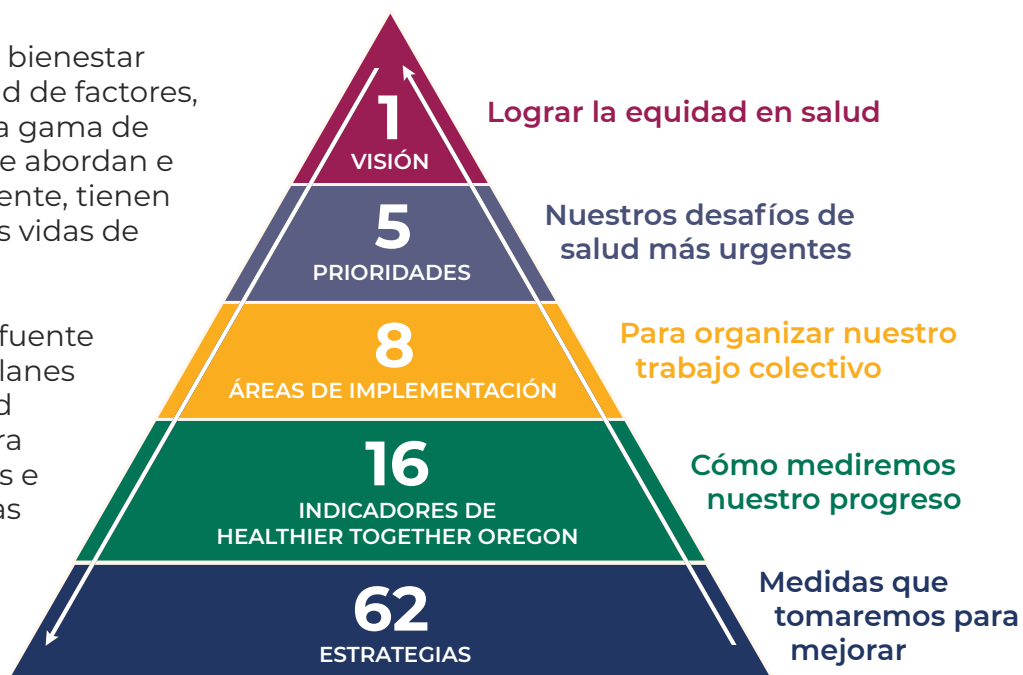 bienestar
d de factores,
a gama de
e abordan e
ente, tienen
s vidas de
fuente
lanes
d
ra
s e
as
1
VISIÓN
Lograr la equidad en salud
5
PRIORIDADES
Nuestros desafíos de
salud más urgentes
8
ÁREAS DE IMPLEMENTACIÓN
Para organizar nuestro
trabajo colectivo
16
INDICADORES DE
HEALTHIER TOGETHER OREGON
Cómo mediremos
nuestro progreso
62
ESTRATEGIAS
Medidas que
tomaremos para
mejorar